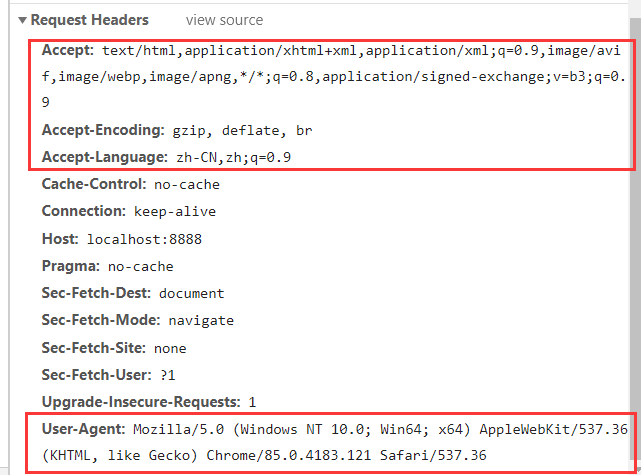 Request Headers view source
Accept: text/html,application/xhtml+xml,application/xml;q=0.9,image/avi
f,image/webp,image/apng,*/*;q=0.8,application/signed-exchange;v=b3;q=0.
9
Accept-Encoding: gzip, deflate, br
Accept-Language: zh-CN,zh;q=0.9
Cache-Control: no-cache
Connection: keep-alive
Host: localhost:8888
Pragma: no-cache
Sec-Fetch-Dest: document
Sec-Fetch-Mode: navigate
Sec-Fetch-Site: none
Sec-Fetch-User: ?1
Upgrade-Insecure-Requests: 1
User-Agent: Mozilla/5.0 (Windows NT 10.0; Win64; x64) AppleWebKit/537.36
(KHTML, like Gecko) Chrome/85.0.4183.121 Safari/537.36